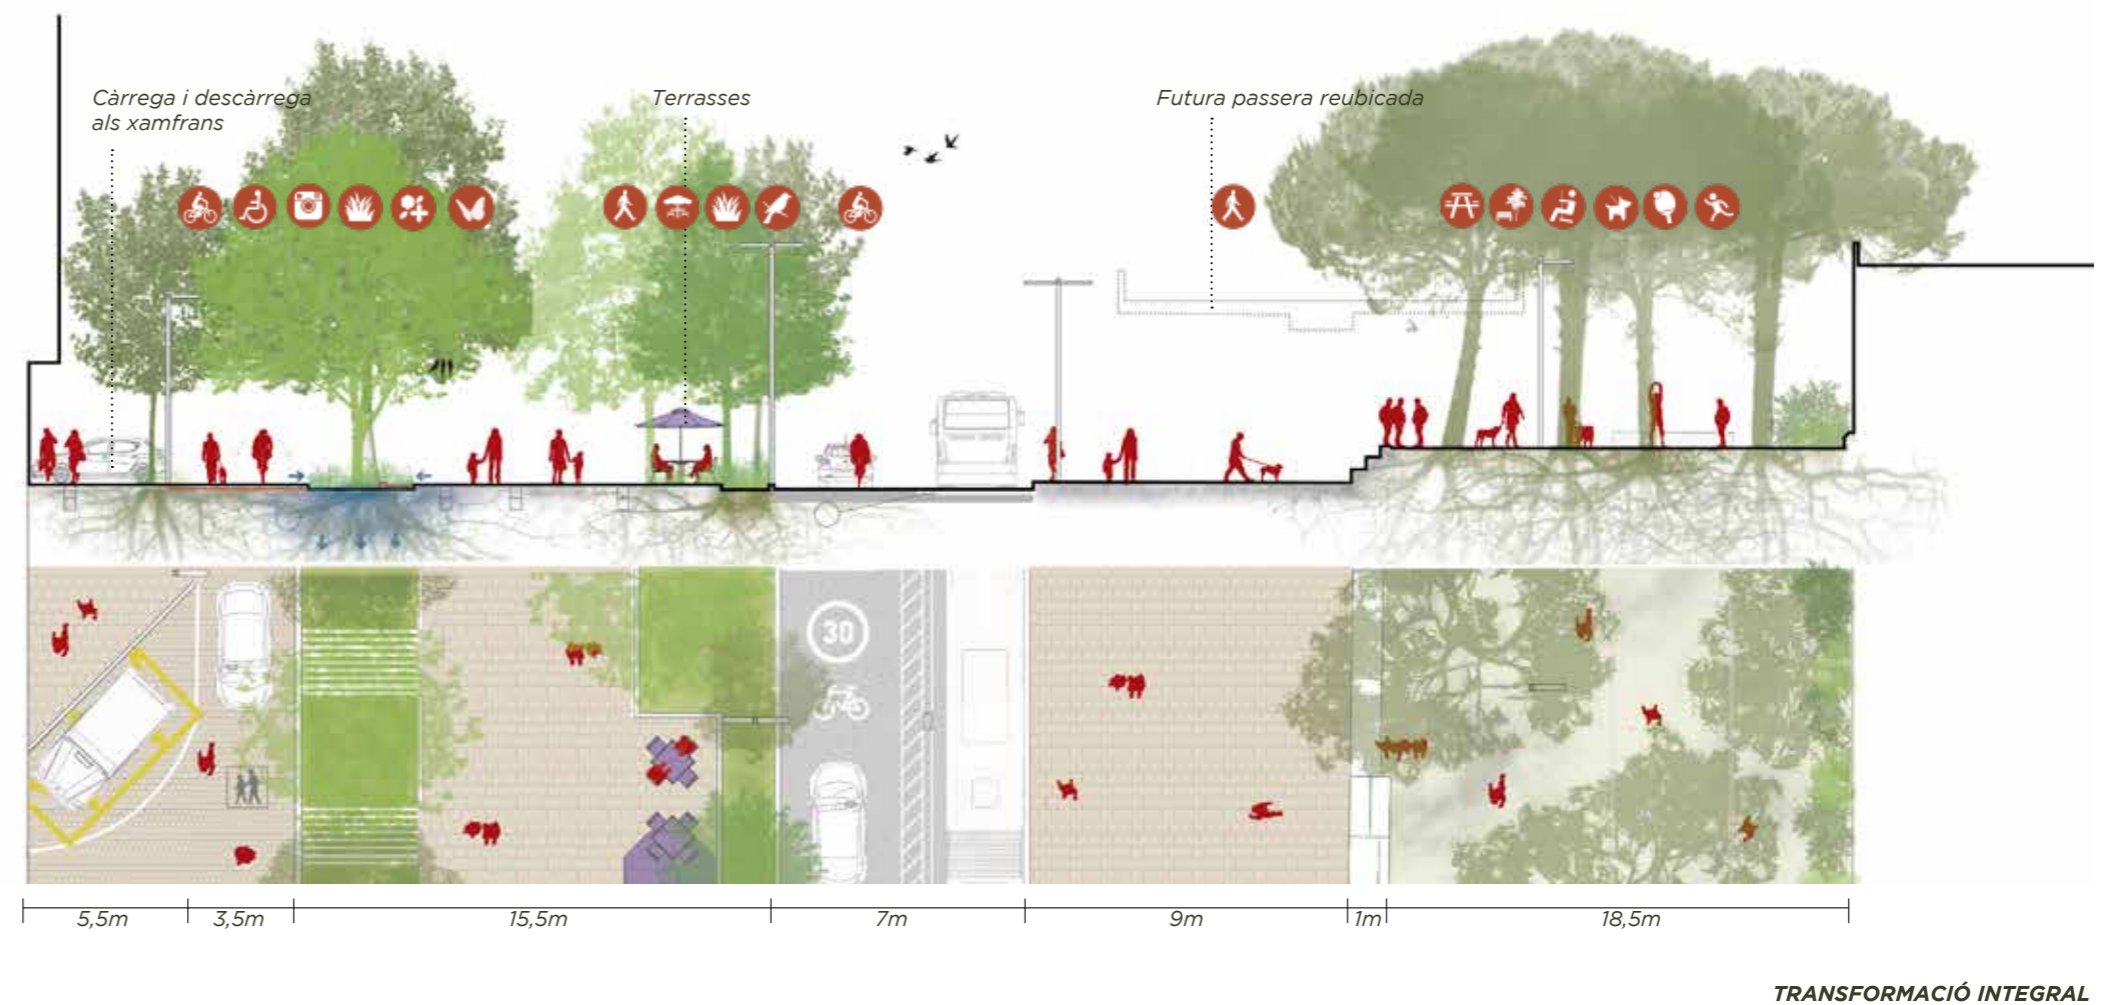 Càrrega i descàrrega
als xamfrans
Terrasses
Futura passera reubicada
30
5,5m
3,5m
15,5m
7m
9m
1m
18,5m
TRANSFORMACIÓ INTEGRAL